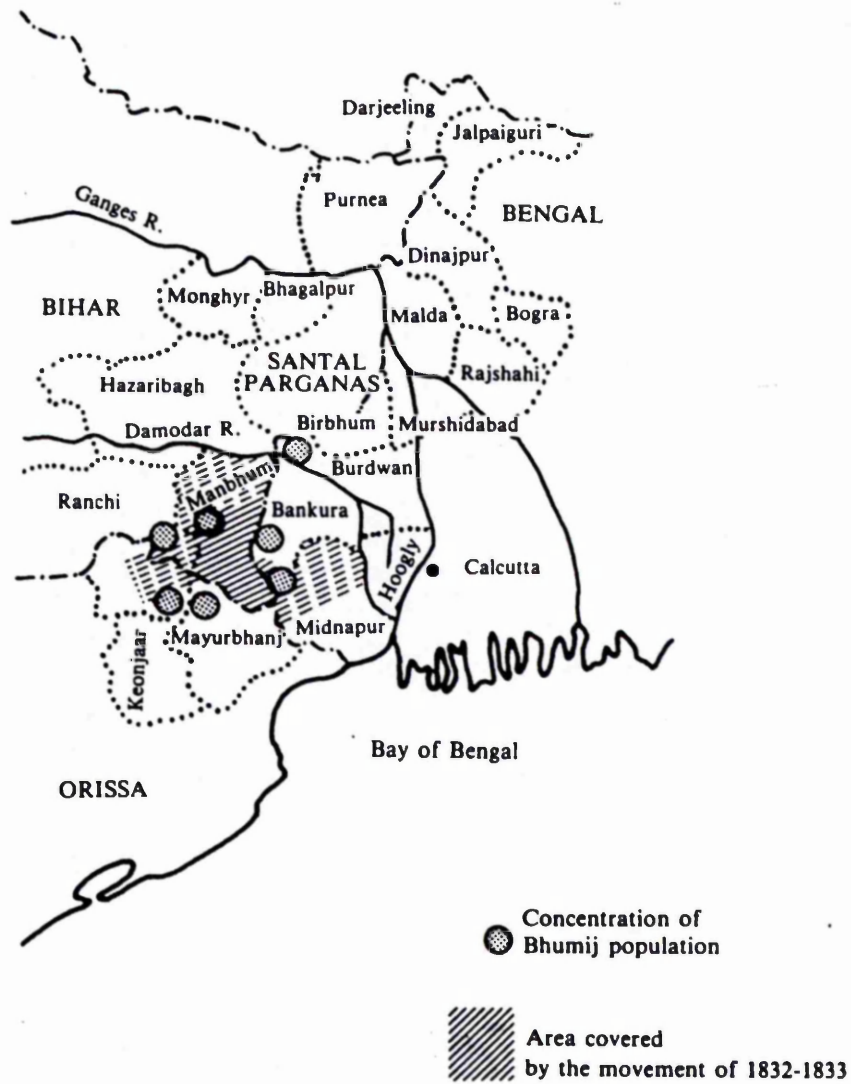 Darjeeling
Jalpaiguri
Purnea
Ganges R.
BENGAL
Dinajpur
Monghyr
Bhagalpur
BIHAR
Malda
Bogra
SANTAL
PARGANAS
Hazaribagh
Rajshahi
Birbhum
Murshidabad
Damodar R.
Burdwan
Manbhum
Ranchi
Bankura
Hoogly
Calcutta
Mayurbhanj
Midnapur
Keonjaar
Bay of Bengal
ORISSA
Concentration of
Bhumij population
Area covered
by the movement of 1832-1833